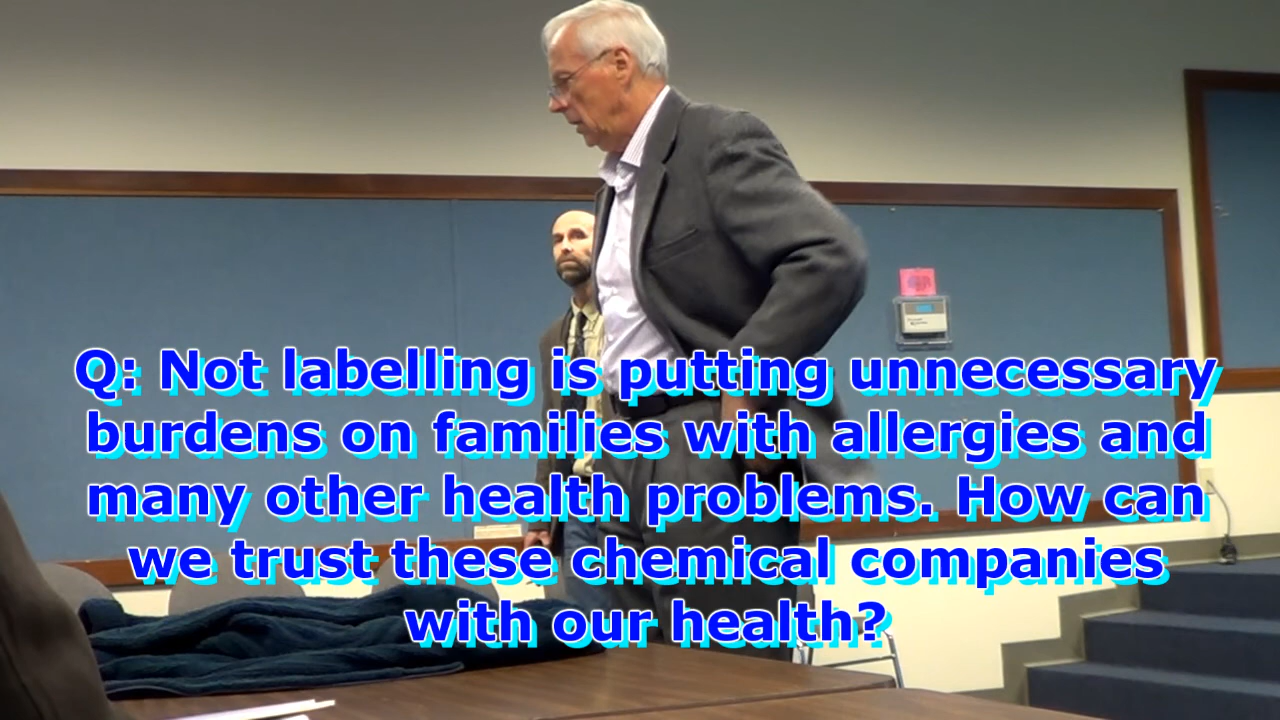 Q: Not labelling is putting unnecessary
burdens on families with allergies and
many other health problems. How can
we trust these chemical companies
with our health?